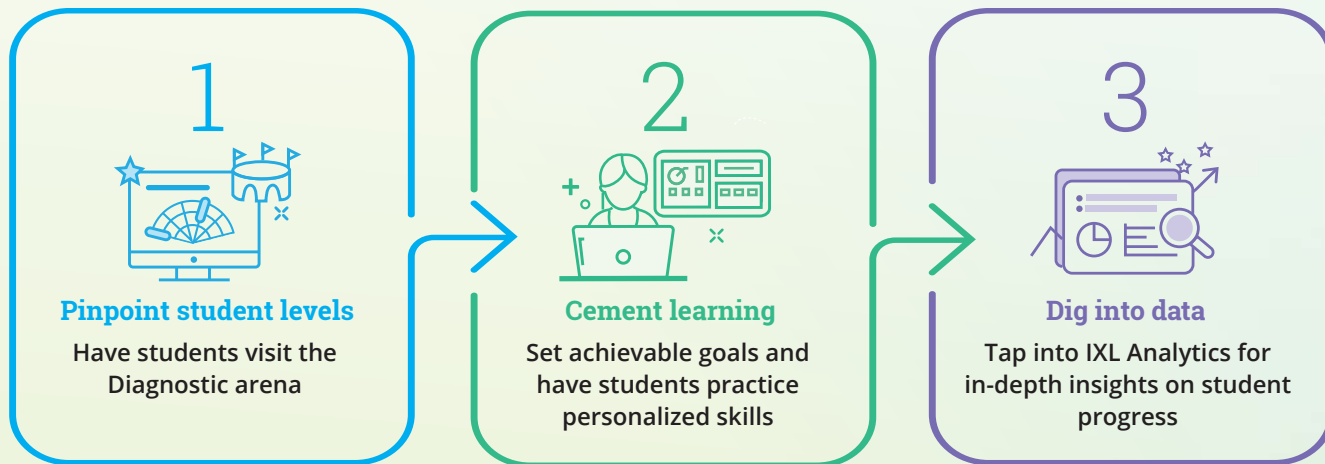 1
Pinpoint student levels
Have students visit the
Diagnostic arena
2
Cement learning
Set achievable goals and
have students practice
personalized skills
3
Dig into data
Tap into IXL Analytics for
in-depth insights on student
progress